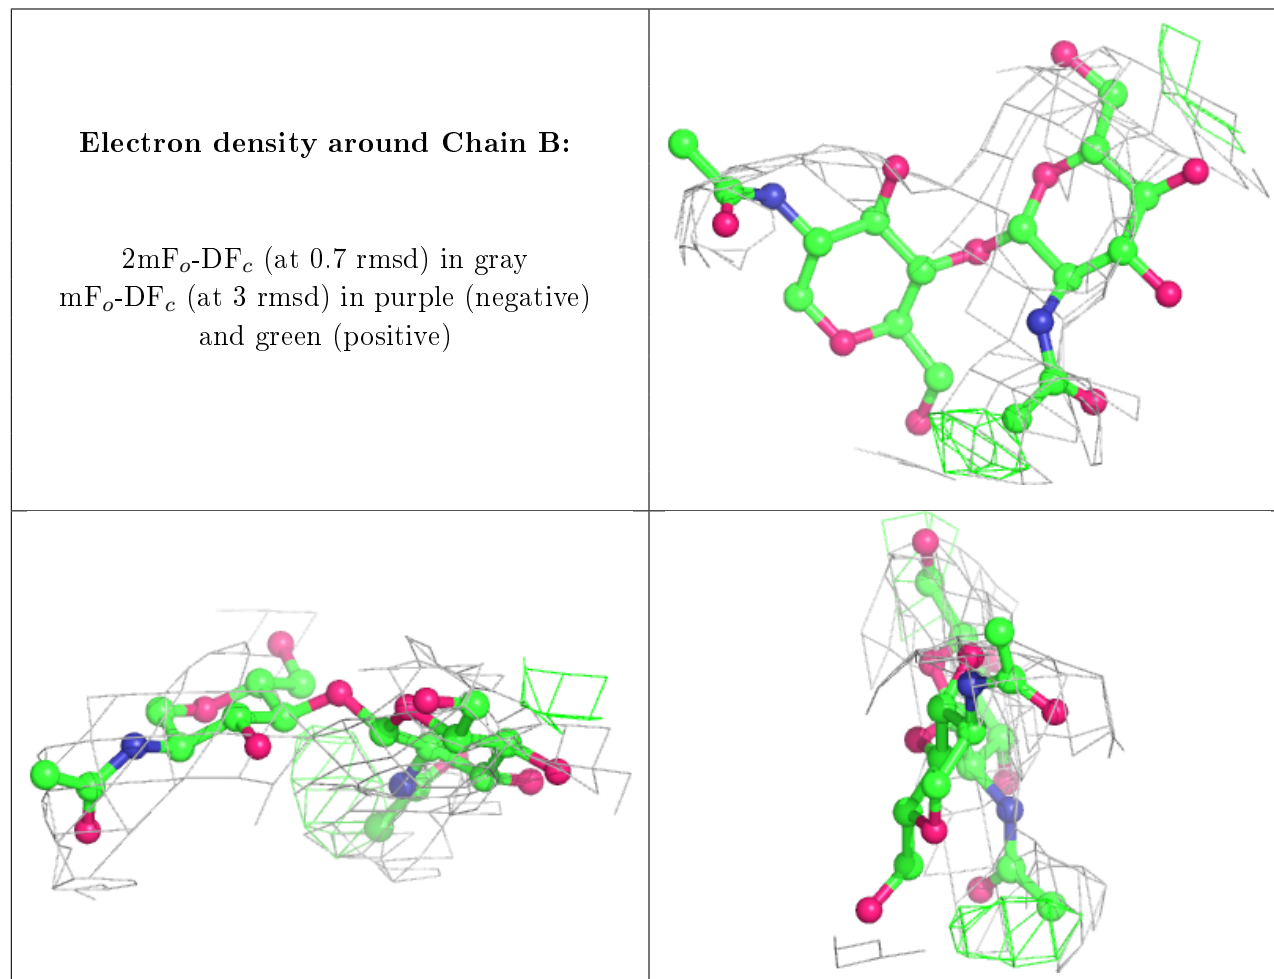 Electron density around Chain B:
2mFₒ-DF𝒸 (at 0.7 rmsd) in gray
mFₒ-DF𝒸 (at 3 rmsd) in purple (negative)
and green (positive)